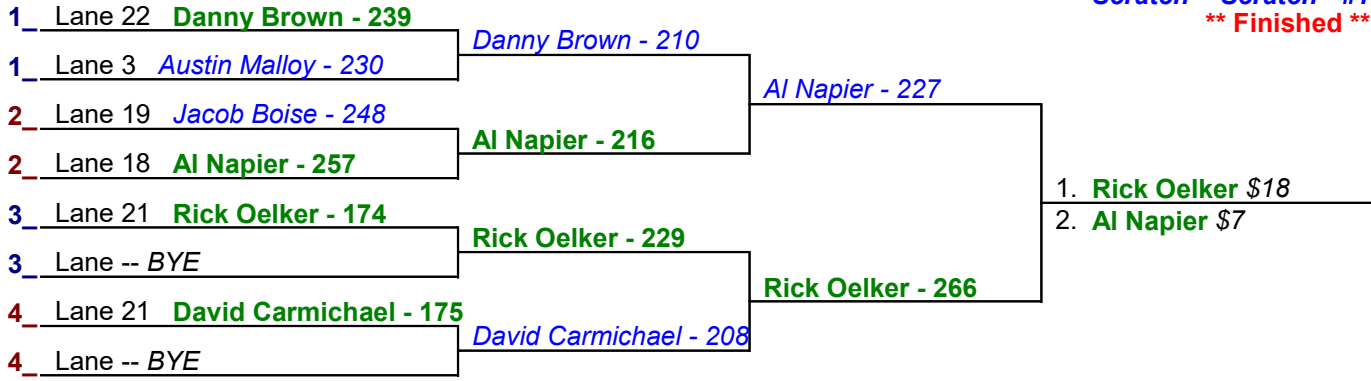 ** Finished **
1_ Lane 22 Danny Brown - 239
1_ Lane 3 Austin Malloy - 230
2_ Lane 19 Jacob Boise - 248
2_ Lane 18 Al Napier - 257
3_ Lane 21 Rick Oelker - 174
3_ Lane -- BYE
4_ Lane 21 David Carmichael - 175
4_ Lane -- BYE
Danny Brown - 210
Al Napier - 216
Rick Oelker - 229
David Carmichael - 208
Al Napier - 227
Rick Oelker - 266
1. Rick Oelker $18
2. Al Napier $7